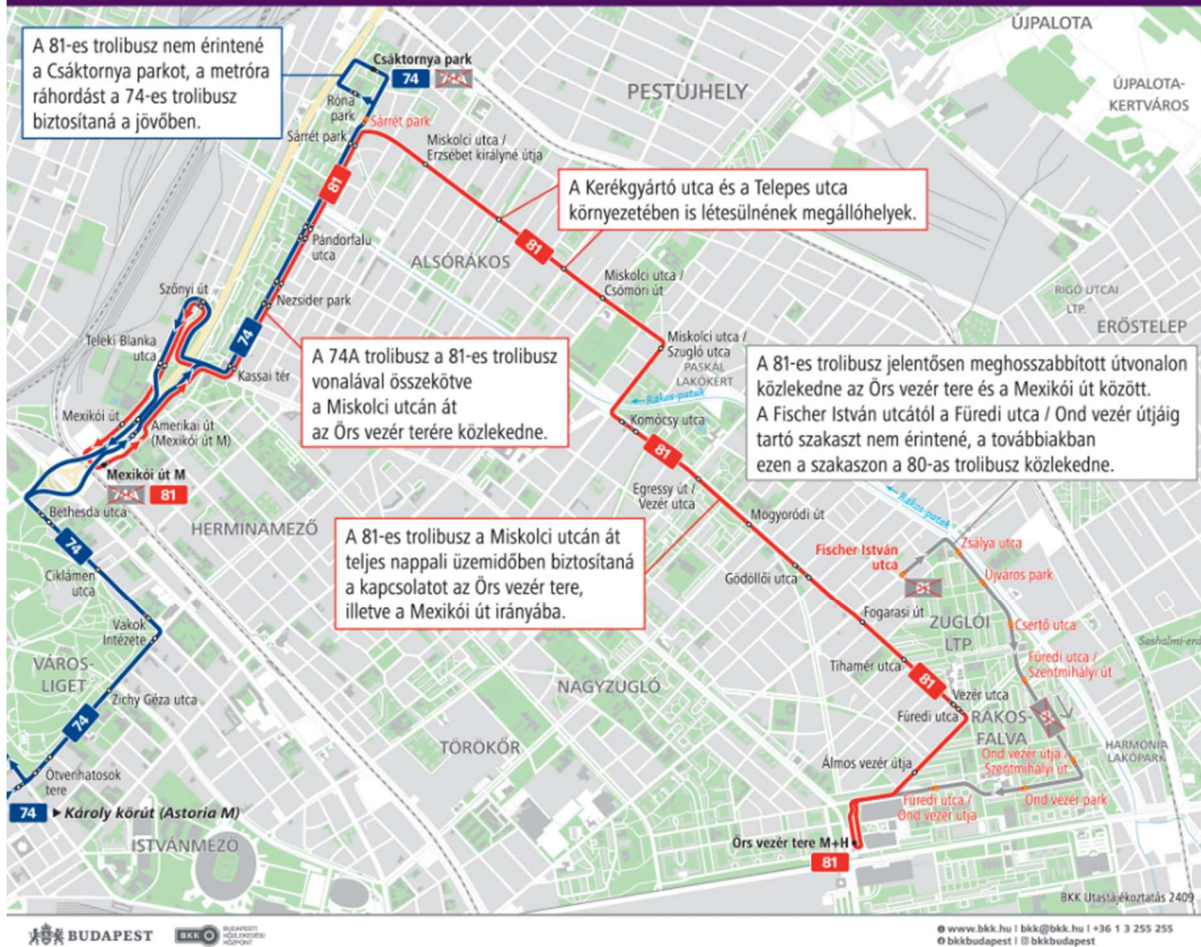 ÚJPALOTA
A 81-es trolibusz nem érintené
a Csáktornya parkot, a metróra
ráhordást a 74-es trolibusz
biztosítaná a jövőben.
Csáktornya park
74 74A
PESTÚJHELY
ÚJPALOTA-
KERTVÁROS
Róna
park
Sárrét park
Sárrét park
Miskolci utca /
Erzsébet királyné útja
81
A Kerékgyártó utca és a Telepes utca
környezetében is létesülnének megállóhelyek.
Pándorfalu
utca
ALSÓRÁKOS
81
Miskolci utca /
Csömöri út
Szőnyi út
Nezsider park
RIGÓ UTCAI
LTP.
ERŐSTELEP
Teleki Blanka
utca
74
Kassai tér
Miskolci utca /
Szugló utca
PASKÁL
LAKÓKERT
A 74A trolibusz a 81-es trolibusz
vonalával összekötve
a Miskolci utcán át
az Örs vezér terére közlekedne.
A 81-es trolibusz jelentősen meghosszabbított útvonalon
közlekedne az Örs vezér tere és a Mexikói út között.
A Fischer István utcától a Füredi utca / Ond vezér útjáig
tartó szakaszt nem érintené, a továbbiakban
ezen a szakaszon a 80-as trolibusz közlekedne.
Rákos patak
Mexikói út
Amerikai út
(Mexikói út M)
Komócsy utca
81
Mexikói út M
74A 81
Egressy út /
Vezér utca
Rákos patak
Bethesda utca
HERMINAMEZŐ
Mogyoródi út
74
A 81-es trolibusz a Miskolci utcán át
teljes nappali üzemidőben biztosítaná
a kapcsolatot az Örs vezér tere,
illetve a Mexikói út irányába.
Fischer István
utca
81
Zsálya utca
Ciklámen
utca
Gödöllői utca
Újváros park
Vakok
Intézete
Fogarasi út
ZUGLÓI
LTP.
Csertő utca
Sashalmi-erd
VÁROS-
LIGET
Tihamér utca
Füredi utca /
Szentmihályi út
NAGYZUGLÓ
81
Zichy Géza utca
Vezér utca
Füredi utca
81
74
RÁKOS-
FALVA
TÖRÖKŐR
HARMÓNIA
LAKÓPARK
Ond vezér útja /
Szentmihályi út
Álmos vezér útja
Ötvenhatosok
tere
Füredi utca /
Ond vezér útja
Ond vezér park
74 ▸ Károly körút (Astoria M)
ISTVÁNMEZŐ
Örs vezér tere M+H
81
BKK Utastájékoztatás 2409
BUDAPEST
BKK
BUDAPESTI
KÖZLEKEDÉSI
KÖZPONT
www.bkk.hu I bkk@bkk.hu I +36 1 3 255 255
bkkbudapest I bkkbudapest